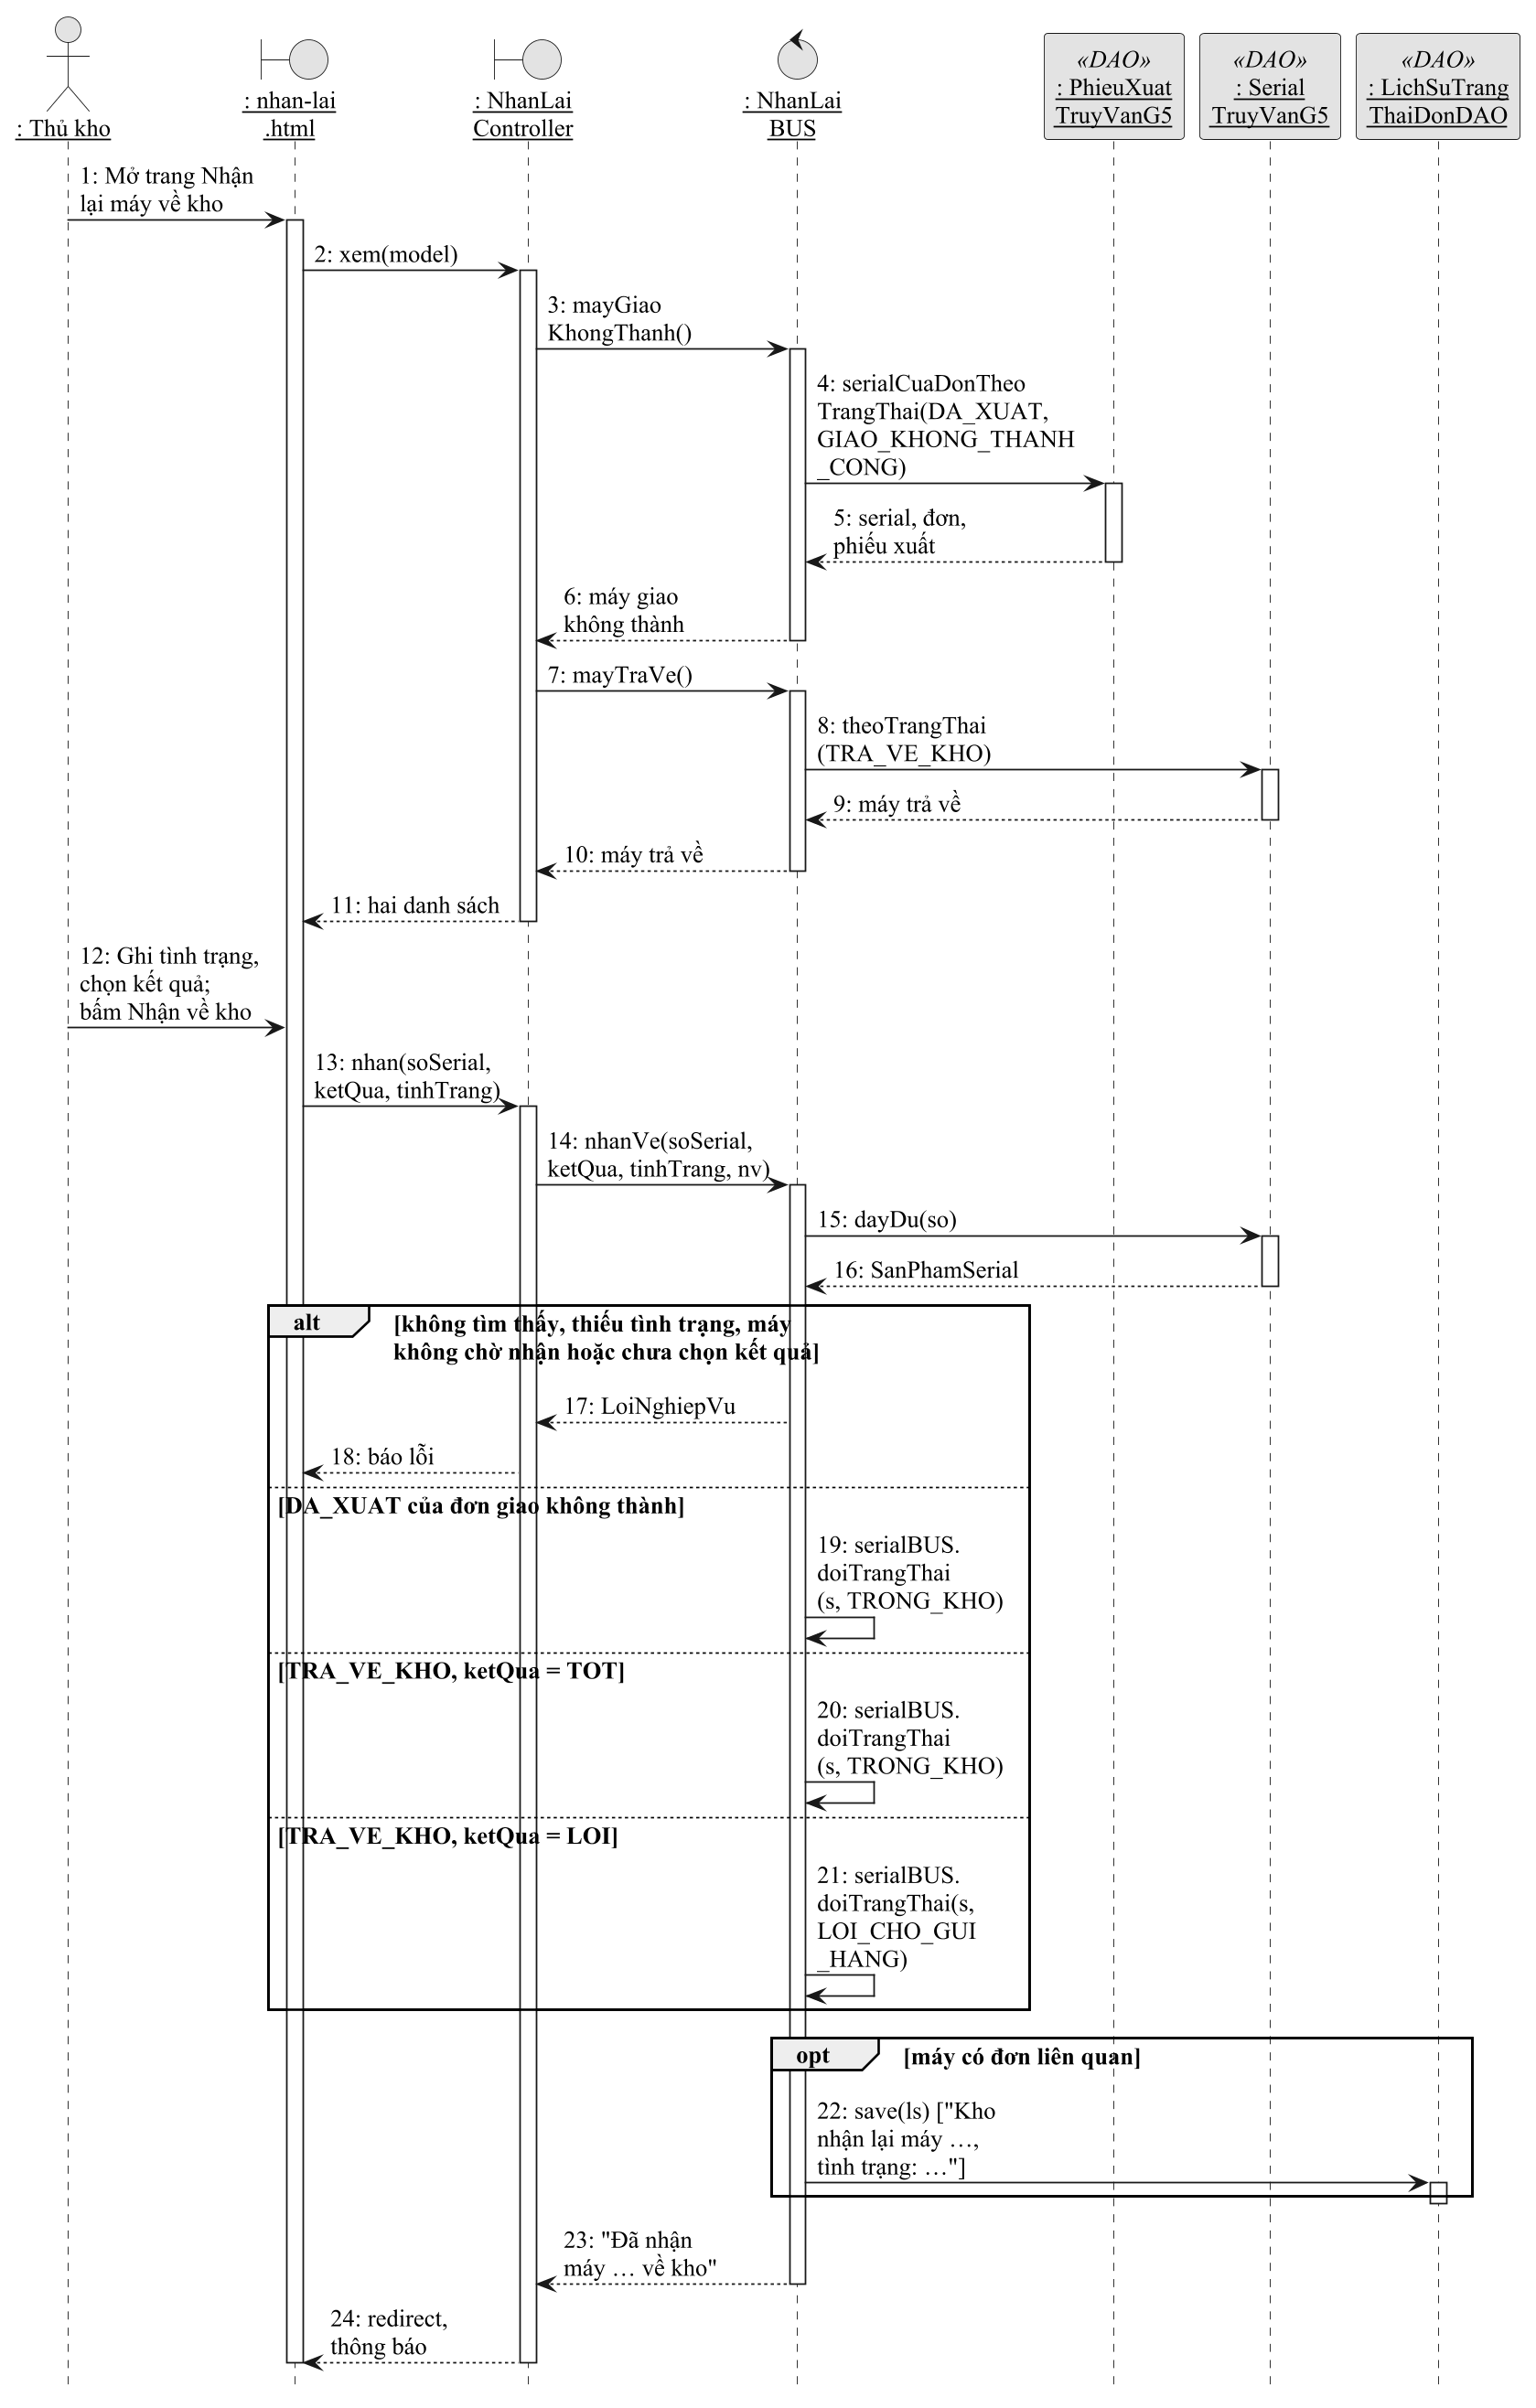 : Thủ kho
: nhan-lai
.html
: NhanLai
Controller
: NhanLai
BUS
«DAO»
: PhieuXuat
TruyVanG5
«DAO»
: Serial
TruyVanG5
«DAO»
: LichSuTrang
ThaiDonDAO
1: Mở trang Nhận
lại máy về kho
2: xem(model)
3: mayGiao
KhongThanh()
4: serialCuaDonTheo
TrangThai(DA_XUAT,
GIAO_KHONG_THANH
_CONG)
5: serial, đơn,
phiếu xuất
6: máy giao
không thành
7: mayTraVe()
8: theoTrangThai
(TRA_VE_KHO)
9: máy trả về
10: máy trả về
11: hai danh sách
12: Ghi tình trạng,
chọn kết quả;
bấm Nhận về kho
13: nhan(soSerial,
ketQua, tinhTrang)
14: nhanVe(soSerial,
ketQua, tinhTrang, nv)
15: dayDu(so)
16: SanPhamSerial
alt [không tìm thấy, thiếu tình trạng, máy
không chờ nhận hoặc chưa chọn kết quả]
17: LoiNghiepVu
18: báo lỗi
[DA_XUAT của đơn giao không thành]
19: serialBUS.
doiTrangThai
(s, TRONG_KHO)
[TRA_VE_KHO, ketQua = TOT]
20: serialBUS.
doiTrangThai
(s, TRONG_KHO)
[TRA_VE_KHO, ketQua = LOI]
21: serialBUS.
doiTrangThai(s,
LOI_CHO_GUI
_HANG)
opt [máy có đơn liên quan]
22: save(ls) ["Kho
nhận lại máy …,
tình trạng: …"]
23: "Đã nhận
máy … về kho"
24: redirect,
thông báo